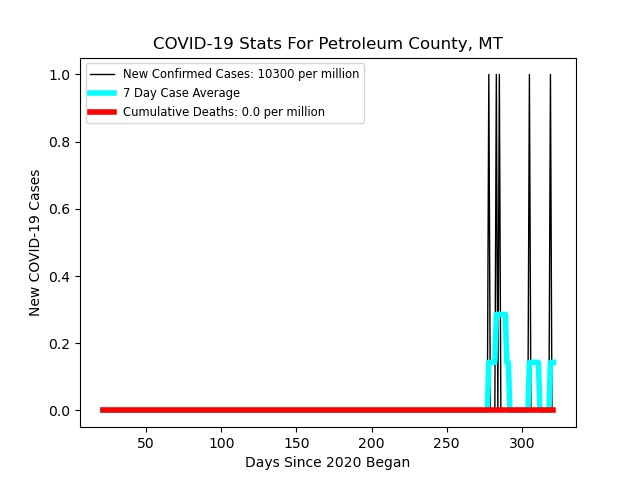 COVID-19 Stats For Petroleum County, MT
New Confirmed Cases: 10300 per million
7 Day Case Average
Cumulative Deaths: 0.0 per million
New COVID-19 Cases
1.0
0.8
0.6
0.4
0.2
0.0
50 100 150 200 250 300
Days Since 2020 Began